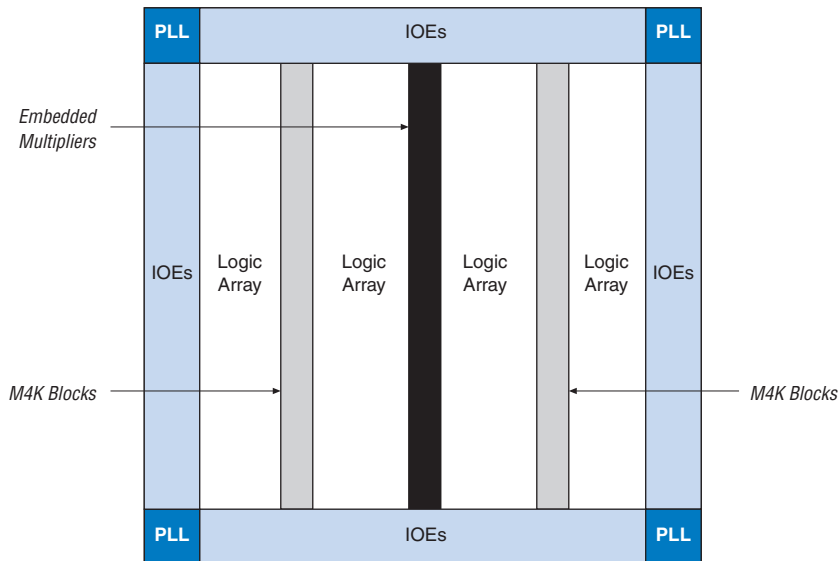 PLL
IOEs
PLL
Embedded
Multipliers
IOEs
Logic
Array
Logic
Array
Logic
Array
Logic
Array
IOEs
M4K Blocks
M4K Blocks
PLL
IOEs
PLL